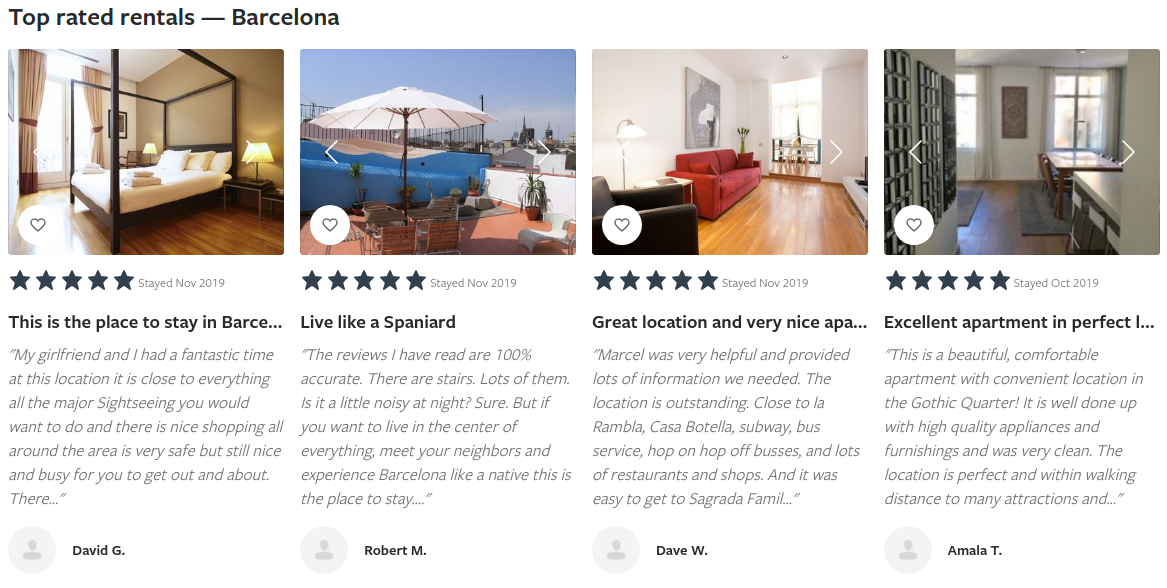 Top rated rentals — Barcelona
Stayed Nov 2019
This is the place to stay in Barce...
"My girlfriend and I had a fantastic time
at this location it is close to everything
all the major Sightseeing you would
want to do and there is nice shopping all
around the area is very safe but still nice
and busy for you to get out and about.
There..."
David G.
Stayed Nov 2019
Live like a Spaniard
"The reviews I have read are 100%
accurate. There are stairs. Lots of them.
Is it a little noisy at night? Sure. But if
you want to live in the center of
everything, meet your neighbors and
experience Barcelona like a native this is
the place to stay...."
Robert M.
Stayed Nov 2019
Great location and very nice apa...
"Marcel was very helpful and provided
lots of information we needed. The
location is outstanding. Close to la
Rambla, Casa Botella, subway, bus
service, hop on hop off busses, and lots
of restaurants and shops. And it was
easy to get to Sagrada Famil..."
Dave W.
Stayed Oct 2019
Excellent apartment in perfect l...
"This is a beautiful, comfortable
apartment with convenient location in
the Gothic Quarter! It is well done up
with high quality appliances and
furnishings and was very clean. The
location is perfect and within walking
distance to many attractions and..."
Amala T.